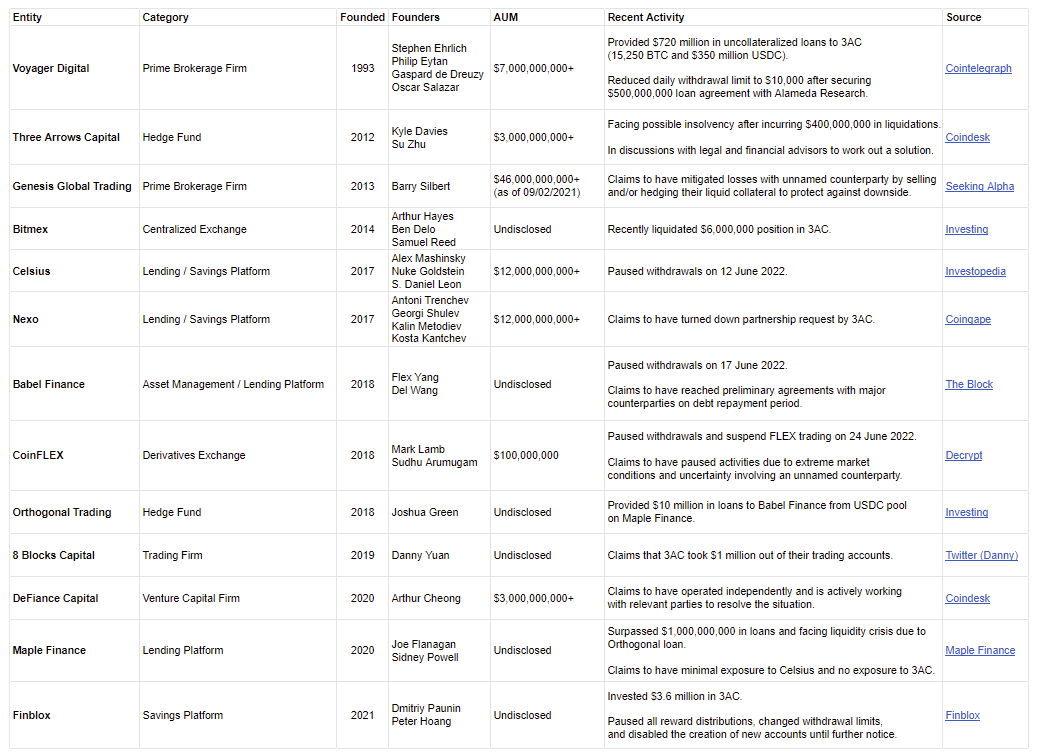 Entity Category Founded Founders AUM Recent Activity Source
Voyager Digital Prime Brokerage Firm 1993 Stephen Ehrlich
Philip Eytan
Gaspard de Dreuzy
Oscar Salazar $7,000,000,000+ Provided $720 million in uncollateralized loans to 3AC
(15,250 BTC and $350 million USDC).
Reduced daily withdrawal limit to $10,000 after securing
$500,000,000 loan agreement with Alameda Research. Cointelegraph
Three Arrows Capital Hedge Fund 2012 Kyle Davies
Su Zhu $3,000,000,000+ Facing possible insolvency after incurring $400,000,000 in liquidations.
In discussions with legal and financial advisors to work out a solution. Coindesk
Genesis Global Trading Prime Brokerage Firm 2013 Barry Silbert $46,000,000,000+
(as of 09/02/2021) Claims to have mitigated losses with unnamed counterparty by selling
and/or hedging their liquid collateral to protect against downside. Seeking Alpha
Bitmex Centralized Exchange 2014 Arthur Hayes
Ben Delo
Samuel Reed Undisclosed Recently liquidated $6,000,000 position in 3AC. Investing
Celsius Lending / Savings Platform 2017 Alex Mashinsky
Nuke Goldstein
S. Daniel Leon $12,000,000,000+ Paused withdrawals on 12 June 2022. Investopedia
Nexo Lending / Savings Platform 2017 Antoni Trenchev
Georgi Shulev
Kalin Metodiev
Kosta Kantchev $12,000,000,000+ Claims to have turned down partnership request by 3AC. Coingape
Babel Finance Asset Management / Lending Platform 2018 Flex Yang
Del Wang Undisclosed Paused withdrawals on 17 June 2022.
Claims to have reached preliminary agreements with major
counterparties on debt repayment period. The Block
CoinFLEX Derivatives Exchange 2018 Mark Lamb
Sudhu Arumugam $100,000,000 Paused withdrawals and suspend FLEX trading on 24 June 2022.
Claims to have paused activities due to extreme market
conditions and uncertainty involving an unnamed counterparty. Decrypt
Orthogonal Trading Hedge Fund 2018 Joshua Green Undisclosed Provided $10 million in loans to Babel Finance from USDC pool
on Maple Finance. Investing
8 Blocks Capital Trading Firm 2019 Danny Yuan Undisclosed Claims that 3AC took $1 million out of their trading accounts. Twitter (Danny)
DeFiance Capital Venture Capital Firm 2020 Arthur Cheong $3,000,000,000+ Claims to have operated independently and is actively working
with relevant parties to resolve the situation. Coindesk
Maple Finance Lending Platform 2020 Joe Flanagan
Sidney Powell Undisclosed Surpassed $1,000,000,000 in loans and facing liquidity crisis due to
Orthogonal loan.
Claims to have minimal exposure to Celsius and no exposure to 3AC. Maple Finance
Finblox Savings Platform 2021 Dmitriy Paunin
Peter Hoang Undisclosed Invested $3.6 million in 3AC.
Paused all reward distributions, changed withdrawal limits,
and disabled the creation of new accounts until further notice. Finblox